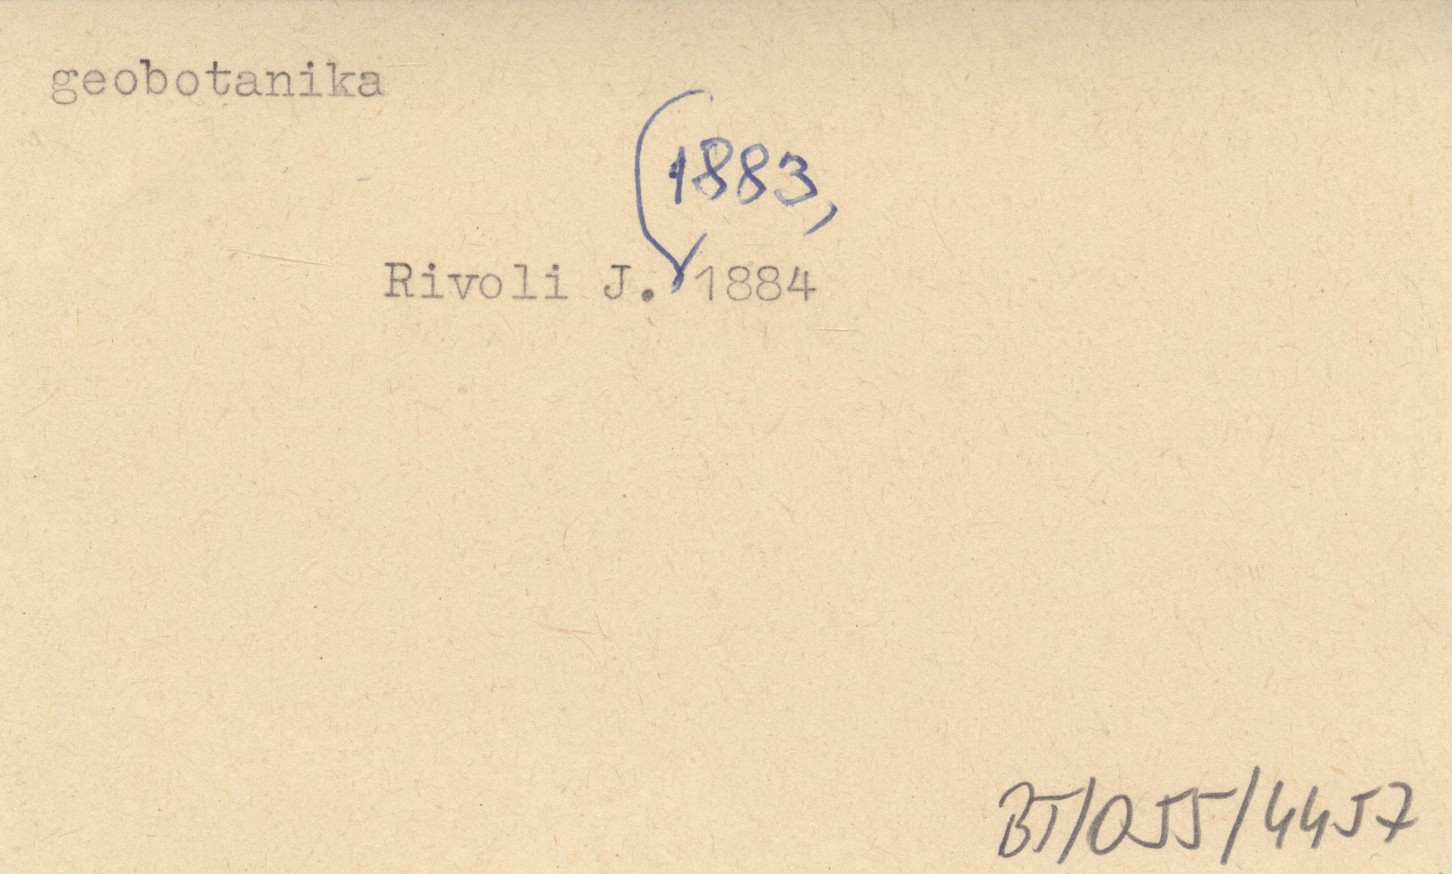 geobotanika
1883,
Rivoli J. 1884
BT/055/4457